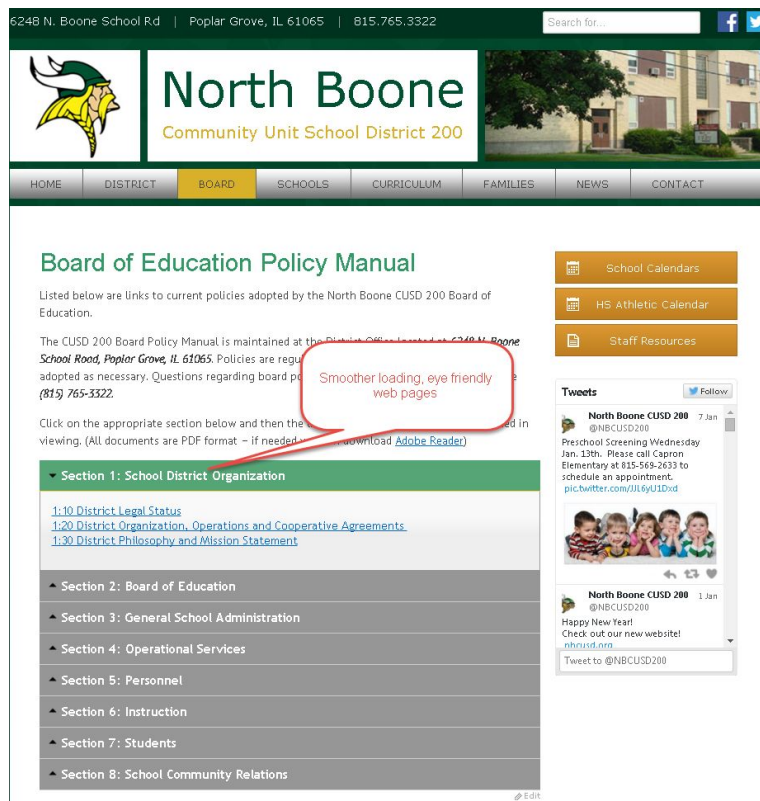 6248 N. Boone School Rd | Poplar Grove, IL 61065 | 815.765.3322
Search for...
North Boone
Community Unit School District 200
HOME DISTRICT BOARD SCHOOLS CURRICULUM FAMILIES NEWS CONTACT
Board of Education Policy Manual
Listed below are links to current policies adopted by the North Boone CUSD 200 Board of
Education.
The CUSD 200 Board Policy Manual is maintained at the District Office located at 6248 N. Boone
School Road, Poplar Grove, IL 61065. Policies are regu
adopted as necessary. Questions regarding board po
(815) 765-3322.
Click on the appropriate section below and then the
ed in
viewing. (All documents are PDF format – if needed
download Adobe Reader)
Smoother loading, eye friendly
web pages
Section 1: School District Organization
1:10 District Legal Status
1:20 District Organization, Operations and Cooperative Agreements
1:30 District Philosophy and Mission Statement
Section 2: Board of Education
Section 3: General School Administration
Section 4: Operational Services
Section 5: Personnel
Section 6: Instruction
Section 7: Students
Section 8: School Community Relations
Edit
School Calendars
HS Athletic Calendar
Staff Resources
Tweets Follow
North Boone CUSD 200 7 Jan
@NBCUSD200
Preschool Screening Wednesday
Jan. 13th. Please call Capron
Elementary at 815-569-2633 to
schedule an appointment.
pic.twitter.com/JJL6yU1Dxd
North Boone CUSD 200 1 Jan
@NBCUSD200
Happy New Year!
Check out our new website!
nbcusd.org
Tweet to @NBCUSD200